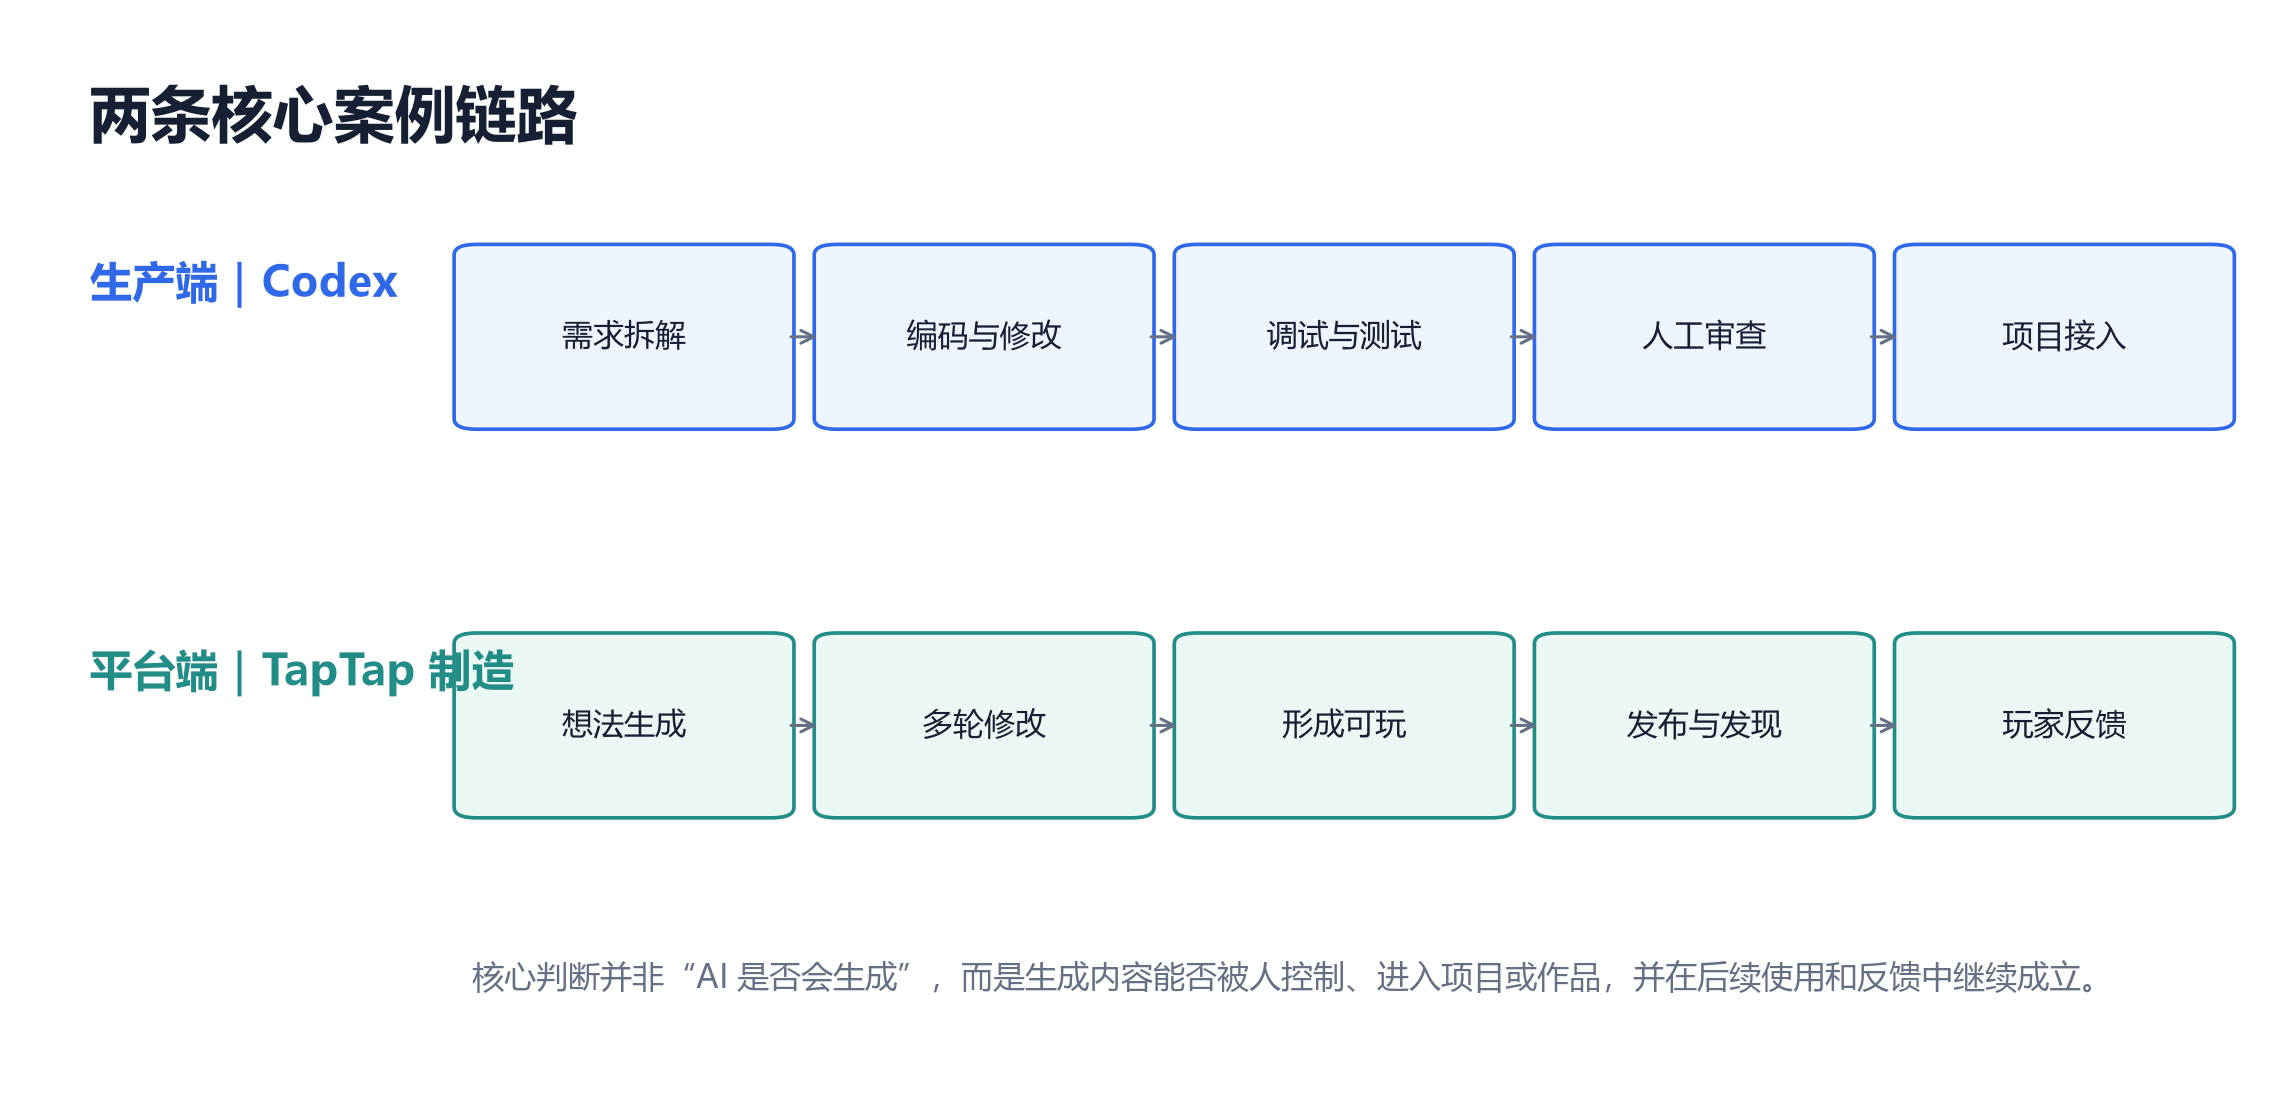 两条核心案例链路
生产端｜Codex
需求拆解
编码与修改
调试与测试
人工审查
项目接入
平台端｜TapTap 制造
想法生成
多轮修改
形成可玩
发布与发现
玩家反馈
核心判断并非“AI 是否会生成”，而是生成内容能否被人控制、进入项目或作品，并在后续使用和反馈中继续成立。